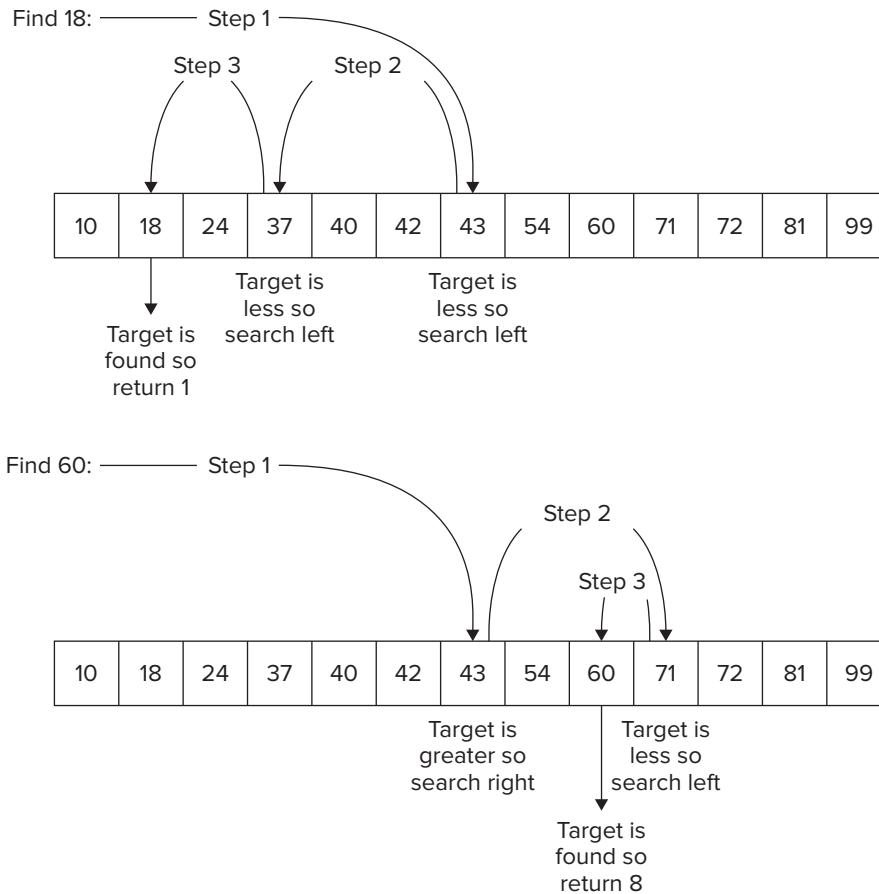 Find 18:
Step 1
Step 3
Step 2
10 18 24 37 40 42 43 54 60 71 72 81 99
Target is
found so
return 1
Target is
less so
search left
Target is
less so
search left
Find 60:
Step 1
Step 2
Step 3
10 18 24 37 40 42 43 54 60 71 72 81 99
Target is
greater so
search right
Target is
less so
search left
Target is
found so
return 8